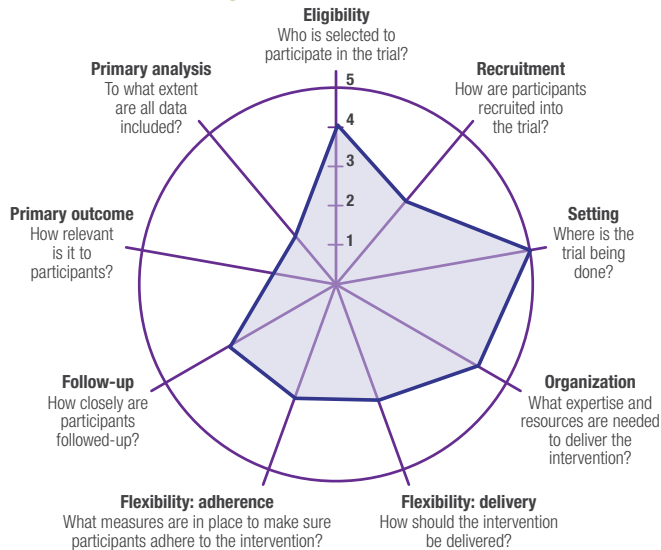 Eligibility
Who is selected to
participate in the trial?
Recruitment
How are participants
recruited into
the trial?
Setting
Where is the
trial being
done?
Organization
What expertise and
resources are needed
to deliver the
intervention?
Flexibility: delivery
How should the intervention
be delivered?
Flexibility: adherence
What measures are in place to make sure
participants adhere to the intervention?
Follow-up
How closely are
participants
followed-up?
Primary outcome
How relevant
is it to
participants?
Primary analysis
To what extent
are all data
included?
5
4
3
2
1